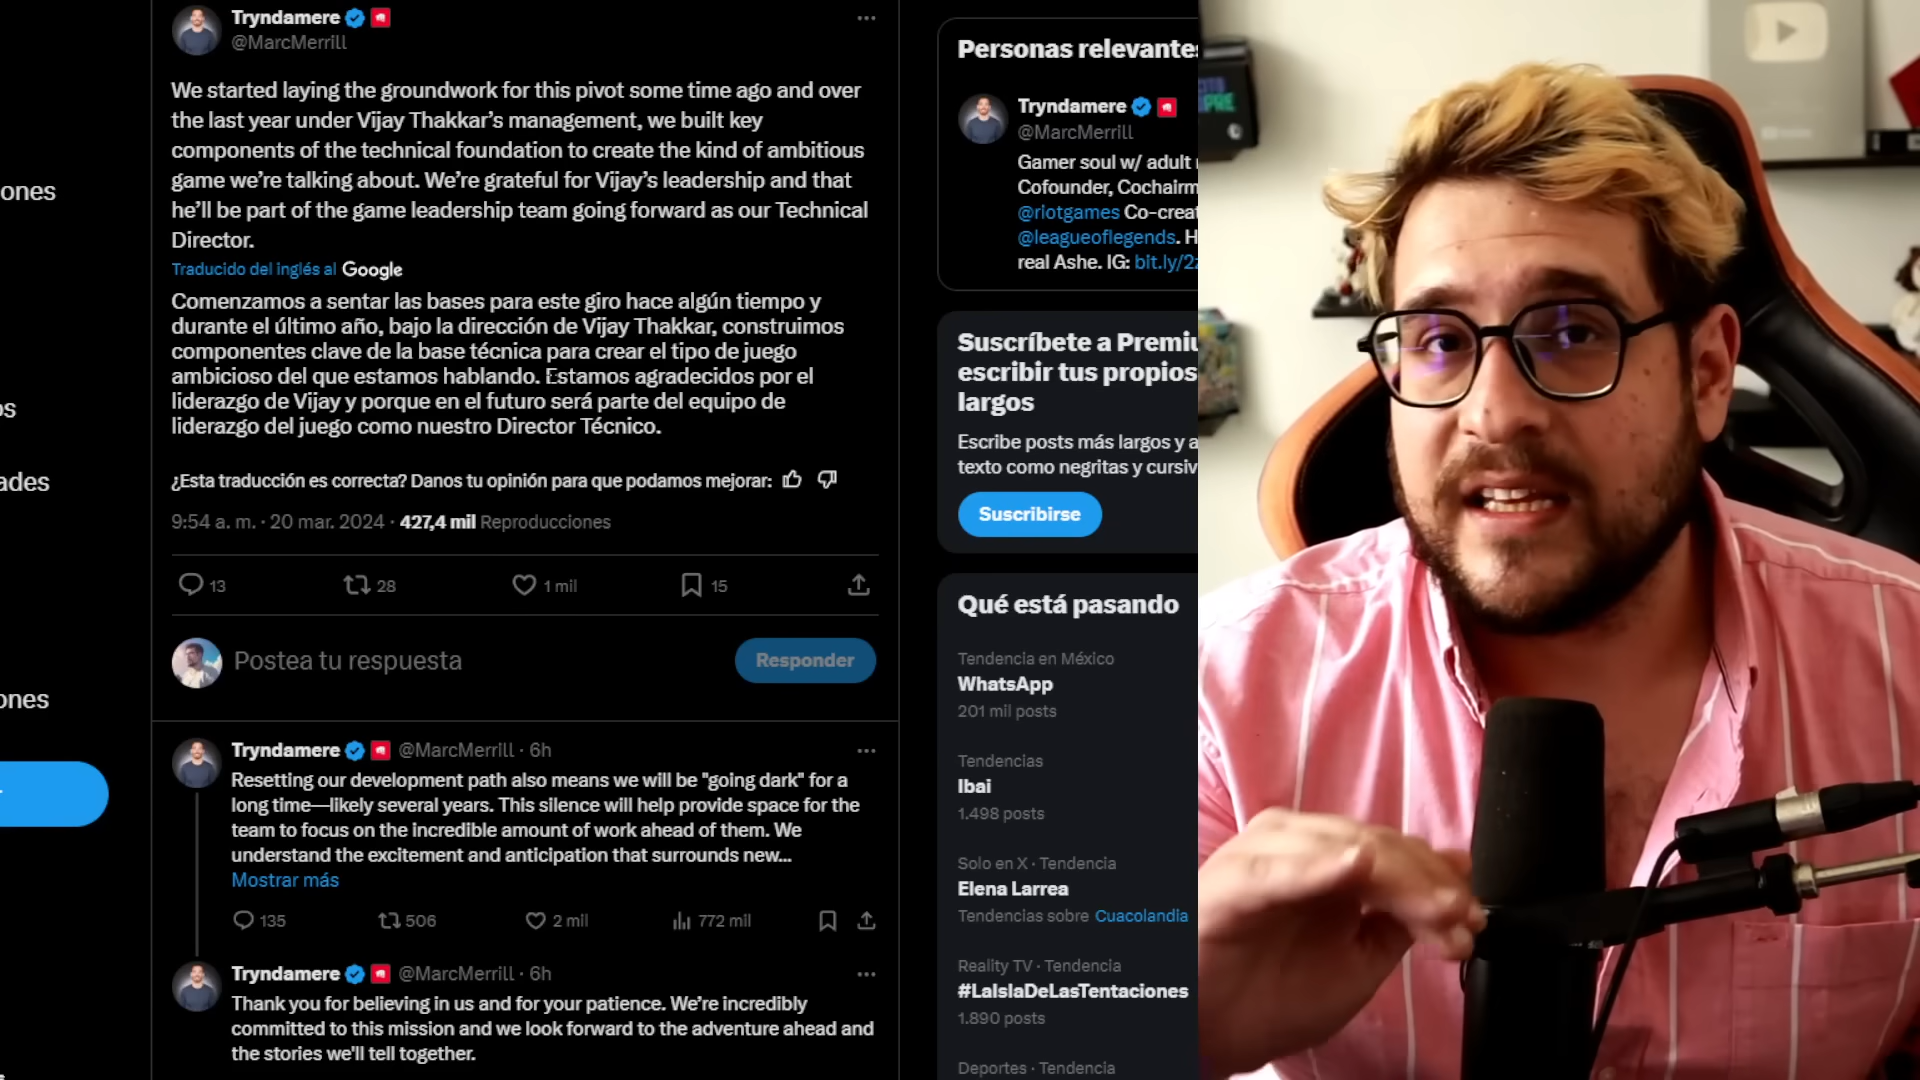 Tryndamere
@MarcMerrill
We started laying the groundwork for this pivot some time ago and over
the last year under Vijay Thakkar's management, we built key
components of the technical foundation to create the kind of ambitious
game we're talking about. We're grateful for Vijay's leadership and that
he'll be part of the game leadership team going forward as our Technical
Director.
Traducido del inglés al Google
Comenzamos a sentar las bases para este giro hace algún tiempo y
durante el último año, bajo la dirección de Vijay Thakkar, construimos
componentes clave de la base técnica para crear el tipo de juego
ambicioso del que estamos hablando. Estamos agradecidos por el
liderazgo de Vijay y porque en el futuro será parte del equipo de
liderazgo del juego como nuestro Director Técnico.
¿Esta traducción es correcta? Danos tu opinión para que podamos mejorar:
9:54 a. m. · 20 mar. 2024 · 427,4 mil Reproducciones
13 28 1 mil 15
Postea tu respuesta
Responder
Tryndamere @MarcMerrill · 6h
Resetting our development path also means we will be "going dark" for a
long time—likely several years. This silence will help provide space for the
team to focus on the incredible amount of work ahead of them. We
understand the excitement and anticipation that surrounds new...
Mostrar más
135 506 2 mil 772 mil
Tryndamere @MarcMerrill · 6h
Thank you for believing in us and for your patience. We're incredibly
committed to this mission and we look forward to the adventure ahead and
the stories we'll tell together.
ones
os
ades
ones
Personas relevantes
Tryndamere
@MarcMerrill
Gamer soul w/ adult
Cofounder, Cochairm
@riotgames Co-creat
@leagueoflegends. H
real Ashe. IG: bit.ly/2z
Suscríbete a Premiu
escribir tus propios
largos
Escribe posts más largos y a
texto como negritas y cursiv
Suscribirse
Qué está pasando
Tendencia en México
WhatsApp
201 mil posts
Tendencias
Ibai
1.498 posts
Solo en X · Tendencia
Elena Larrea
Tendencias sobre Cuacolandia
Reality TV · Tendencia
#LaIslaDeLasTentaciones
1.890 posts
Deportes · Tendencia